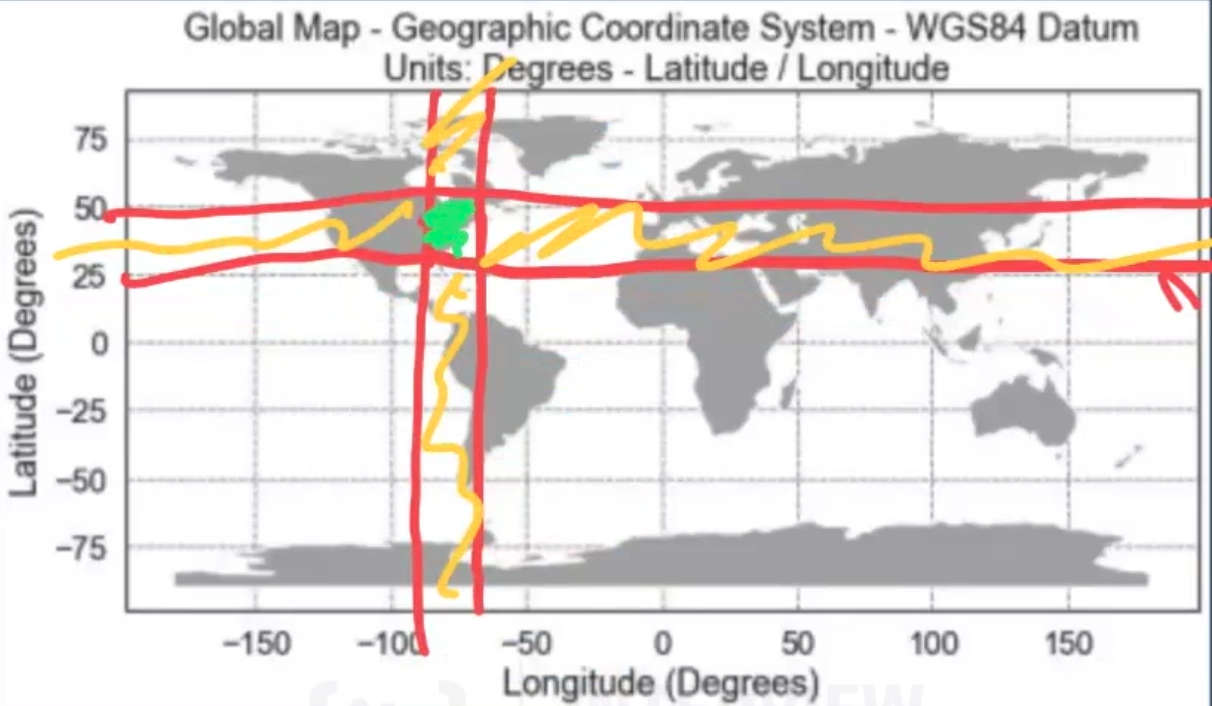 Global Map - Geographic Coordinate System - WGS84 Datum
Units: Degrees - Latitude / Longitude
75
50
25
0
−25
−50
−75
Latitude (Degrees)
−150 −100 −50 0 50 100 150
Longitude (Degrees)